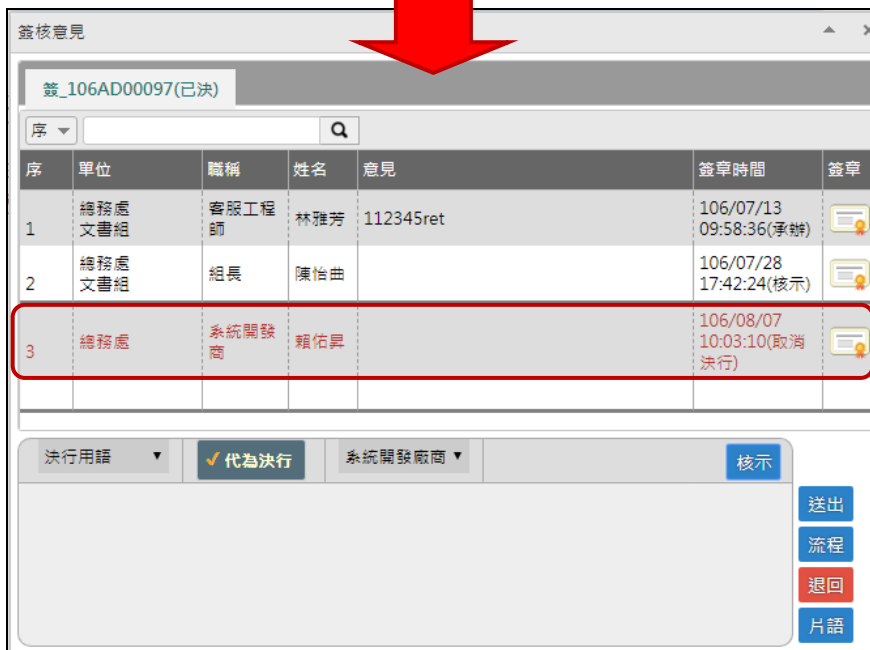 簽核意見
簽_106AD00097(已決)
序
序 單位 職稱 姓名 意見 簽章時間 簽章
1 總務處 文書組 客服工程師 林雅芳 112345ret 106/07/13 09:58:36(承辦)
2 總務處 文書組 組長 陳怡曲 106/07/28 17:42:24(核示)
3 總務處 系統開發商 賴佑昇 106/08/07 10:03:10(取消決行)
決行用語 代為決行 系統開發廠商 核示
送出
流程
退回
片語